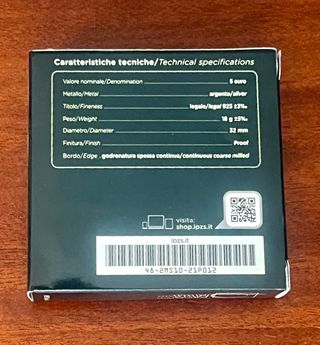 Caratteristiche tecniche/Technical specifications
Valore nominale/Denomination 5 euro
Metallo/Metal argento/silver
Titolo/Fineness legale/legal 925 ±3‰
Peso/Weight 18 g ±5‰
Diametro/Diameter 32 mm
Finitura/Finish Proof
Bordo/Edge godronatura spessa continua/continuous coarse milled
visita:
shop.ipzs.it
ipzs.it
48-2MS10-21P012